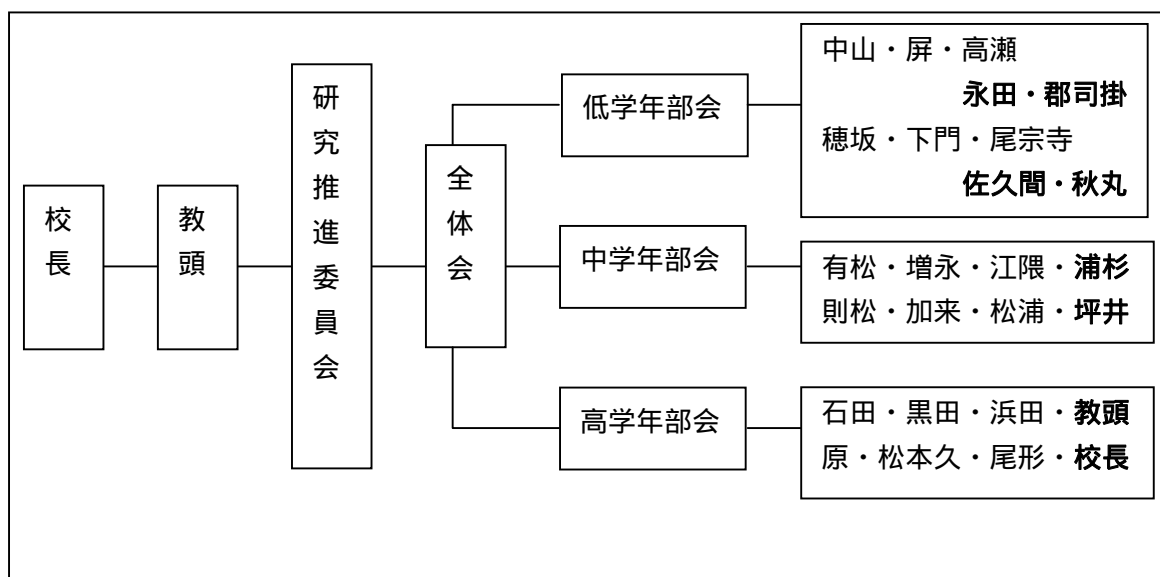 校長
教頭
研究推進委員会
全体会
低学年部会
中山・屏・高瀬
永田・郡司掛
穂坂・下門・尾宗寺
佐久間・秋丸
中学年部会
有松・増永・江隈・浦杉
則松・加来・松浦・坪井
高学年部会
石田・黒田・浜田・教頭
原・松本久・尾形・校長